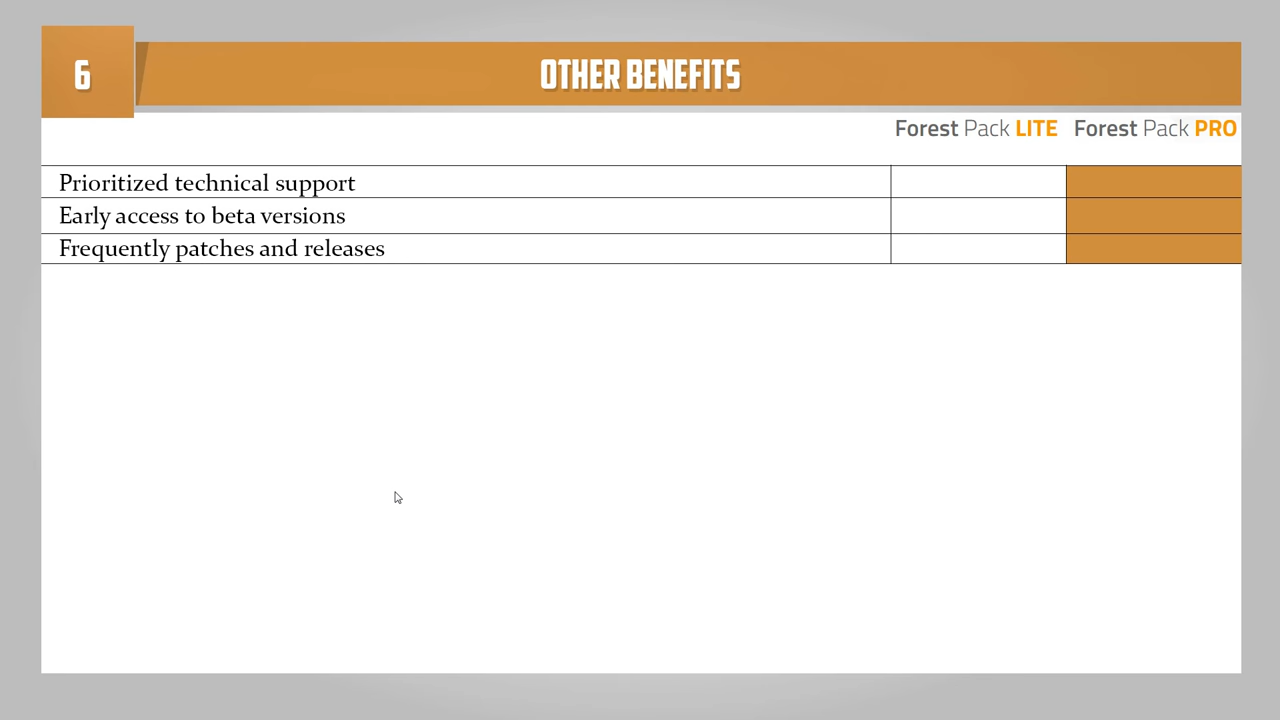 6
OTHER BENEFITS
Forest Pack LITE Forest Pack PRO
Prioritized technical support
Early access to beta versions
Frequently patches and releases